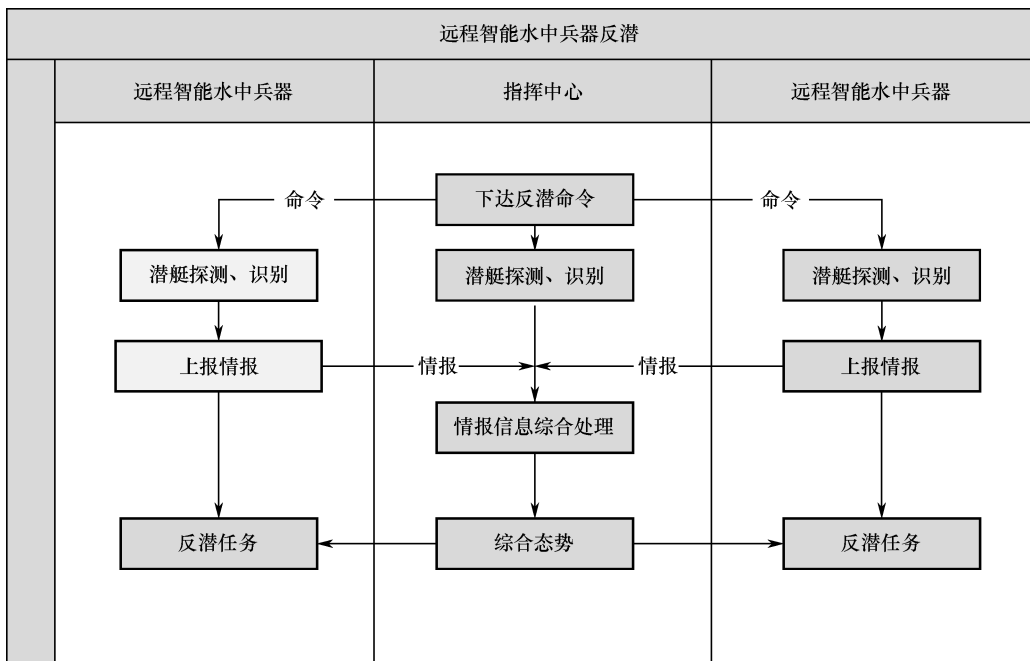 远程智能水中兵器反潜
远程智能水中兵器
指挥中心
远程智能水中兵器
命令
下达反潜命令
命令
潜艇探测、识别
潜艇探测、识别
潜艇探测、识别
上报情报
情报
情报
上报情报
情报信息综合处理
反潜任务
综合态势
反潜任务